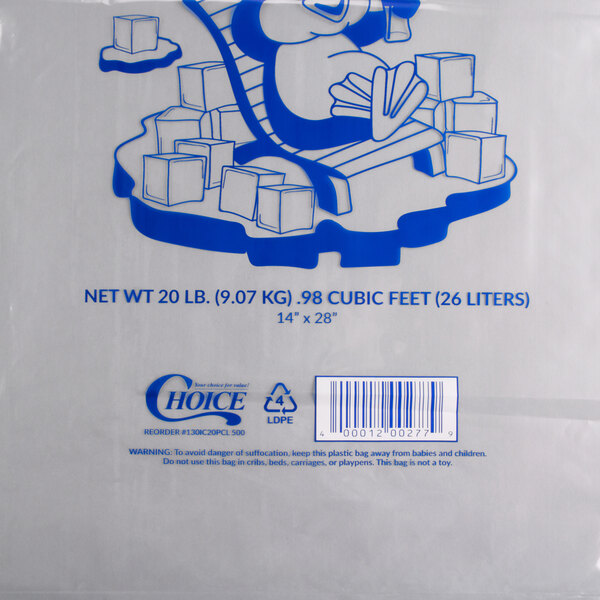 NET WT 20 LB. (9.07 KG) .98 CUBIC FEET (26 LITERS)
14" x 28"
Your choice for value!
CHOICE
REORDER #130IC20PCL 500
4
LDPE
4 00012 00277 9
WARNING: To avoid danger of suffocation, keep this plastic bag away from babies and children.
Do not use this bag in cribs, beds, carriages, or playpens. This bag is not a toy.